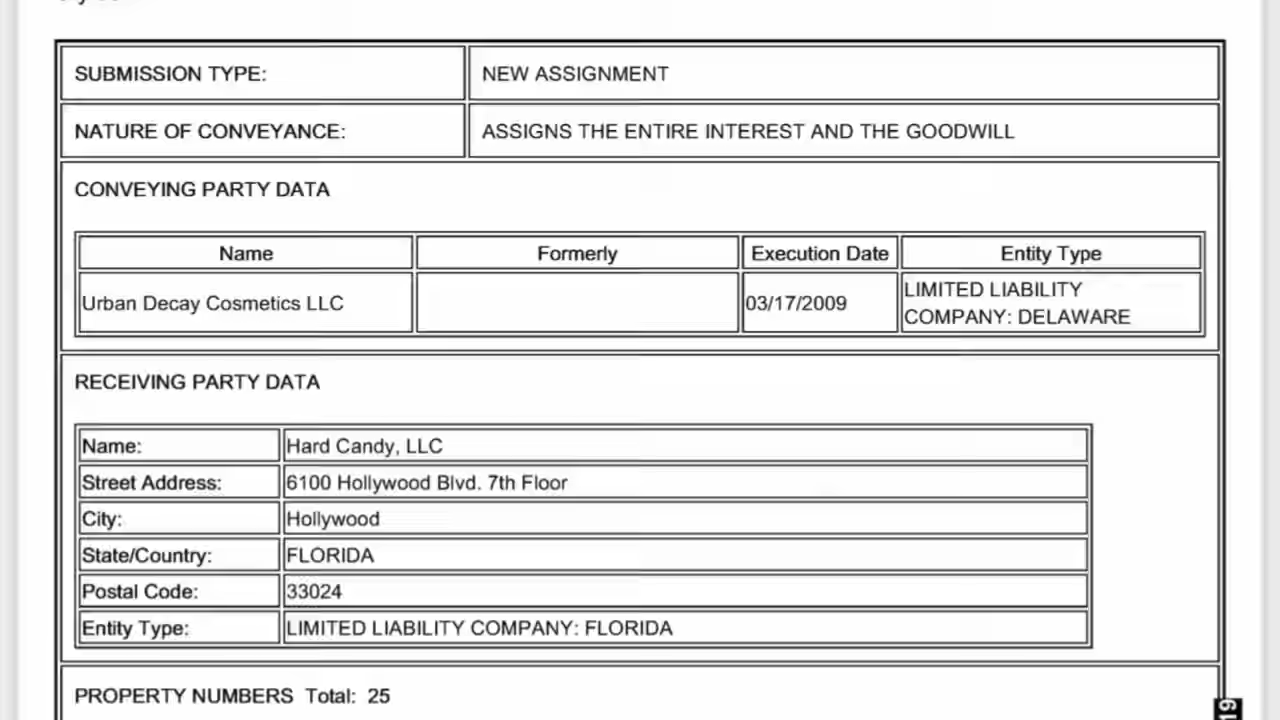 SUBMISSION TYPE: NEW ASSIGNMENT
NATURE OF CONVEYANCE: ASSIGNS THE ENTIRE INTEREST AND THE GOODWILL
CONVEYING PARTY DATA
Name Formerly Execution Date Entity Type
Urban Decay Cosmetics LLC 03/17/2009 LIMITED LIABILITY
COMPANY: DELAWARE
RECEIVING PARTY DATA
Name: Hard Candy, LLC
Street Address: 6100 Hollywood Blvd. 7th Floor
City: Hollywood
State/Country: FLORIDA
Postal Code: 33024
Entity Type: LIMITED LIABILITY COMPANY: FLORIDA
PROPERTY NUMBERS Total: 25
19